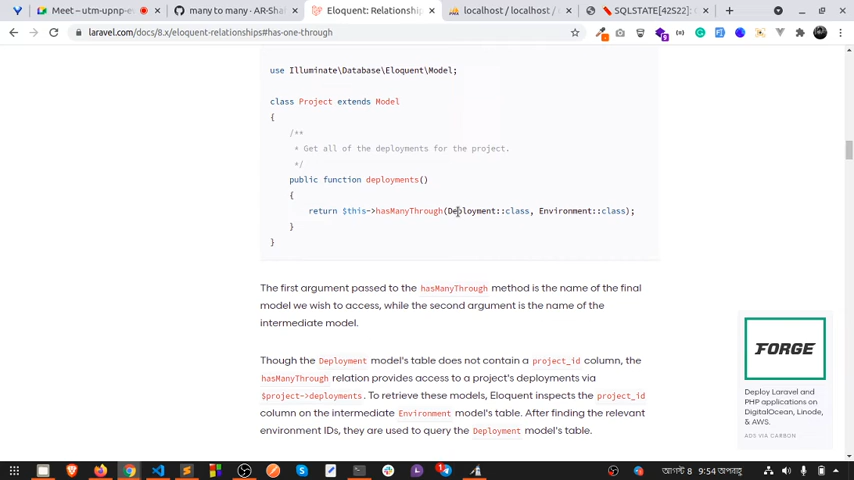 Meet – utm-upnp-e
many to many · AR-Shal
Eloquent: Relationship
localhost / localhost /
SQLSTATE[42S22]:
laravel.com/docs/8.x/eloquent-relationships#has-one-through
use Illuminate\Database\Eloquent\Model;
class Project extends Model
{
/**
* Get all of the deployments for the project.
*/
public function deployments()
{
return $this->hasManyThrough(Deployment::class, Environment::class);
}
}
The first argument passed to the hasManyThrough method is the name of the final
model we wish to access, while the second argument is the name of the
intermediate model.
Though the Deployment model's table does not contain a project_id column, the
hasManyThrough relation provides access to a project's deployments via
$project->deployments. To retrieve these models, Eloquent inspects the project_id
column on the intermediate Environment model's table. After finding the relevant
environment IDs, they are used to query the Deployment model's table.
FORGE
Deploy Laravel and
PHP applications on
DigitalOcean, Linode,
& AWS.
ADS VIA CARBON
আগস্ট 8 9:54 অপরাহ্ণ